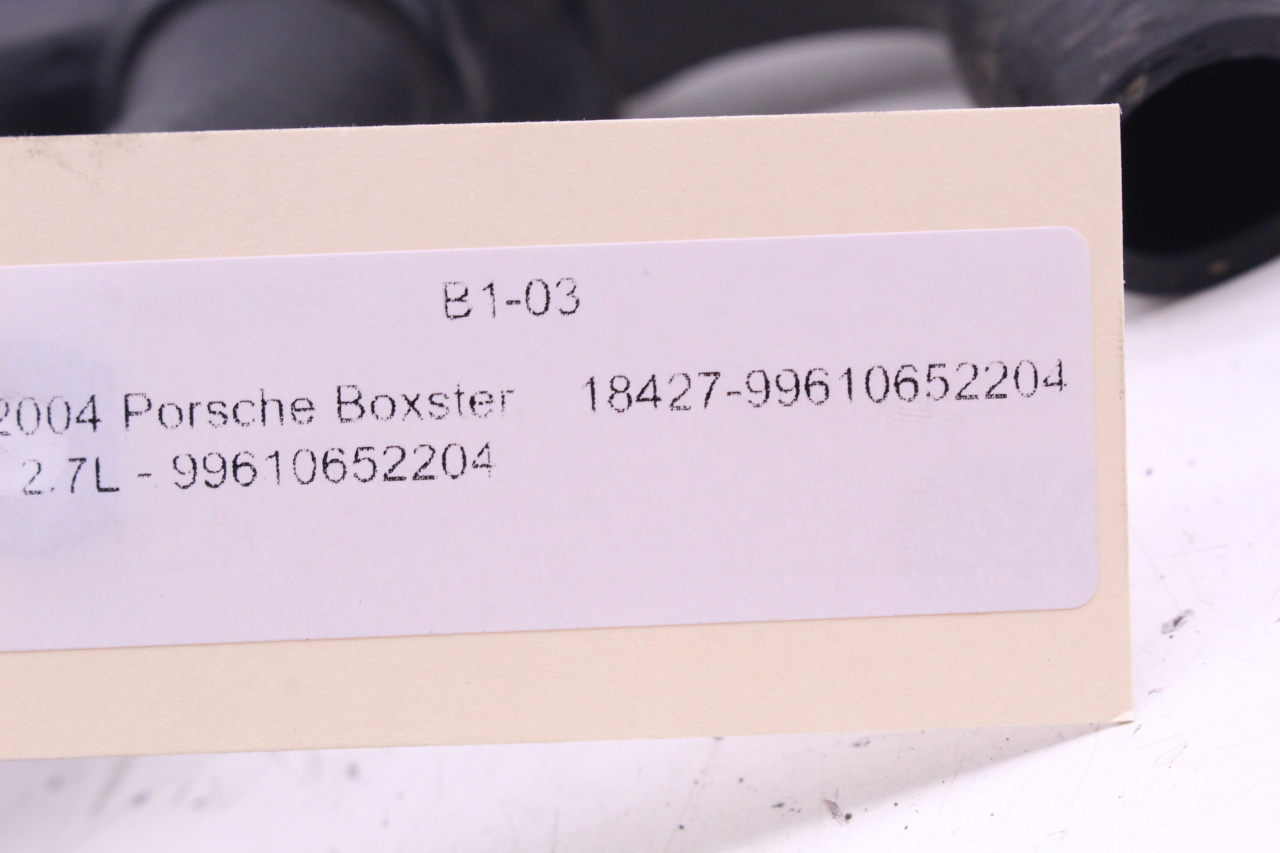 B1-03
2004 Porsche Boxster 18427-99610652204
2.7L - 99610652204